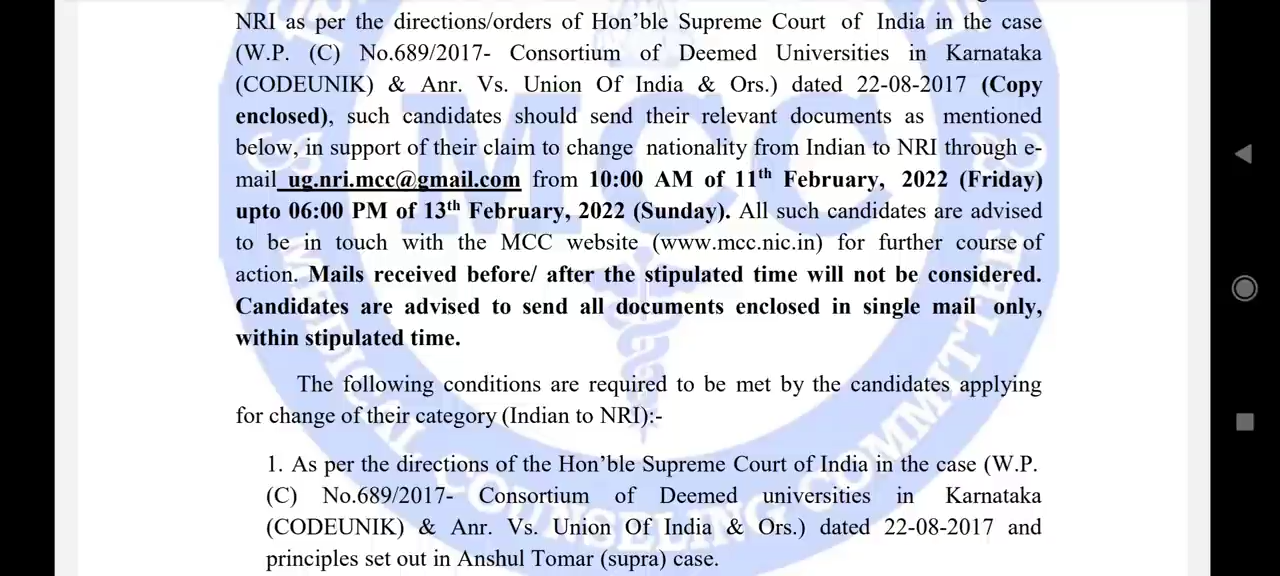 NRI as per the directions/orders of Hon’ble Supreme Court of India in the case
(W.P. (C) No.689/2017- Consortium of Deemed Universities in Karnataka
(CODEUNIK) & Anr. Vs. Union Of India & Ors.) dated 22-08-2017 (Copy
enclosed), such candidates should send their relevant documents as mentioned
below, in support of their claim to change nationality from Indian to NRI through e-
mail ug.nri.mcc@gmail.com from 10:00 AM of 11th February, 2022 (Friday)
upto 06:00 PM of 13th February, 2022 (Sunday). All such candidates are advised
to be in touch with the MCC website (www.mcc.nic.in) for further course of
action. Mails received before/ after the stipulated time will not be considered.
Candidates are advised to send all documents enclosed in single mail only,
within stipulated time.
The following conditions are required to be met by the candidates applying
for change of their category (Indian to NRI):-
1. As per the directions of the Hon’ble Supreme Court of India in the case (W.P.
(C) No.689/2017- Consortium of Deemed universities in Karnataka
(CODEUNIK) & Anr. Vs. Union Of India & Ors.) dated 22-08-2017 and
principles set out in Anshul Tomar (supra) case.
MCC
MEDICAL COUNSELING COMMITTEE